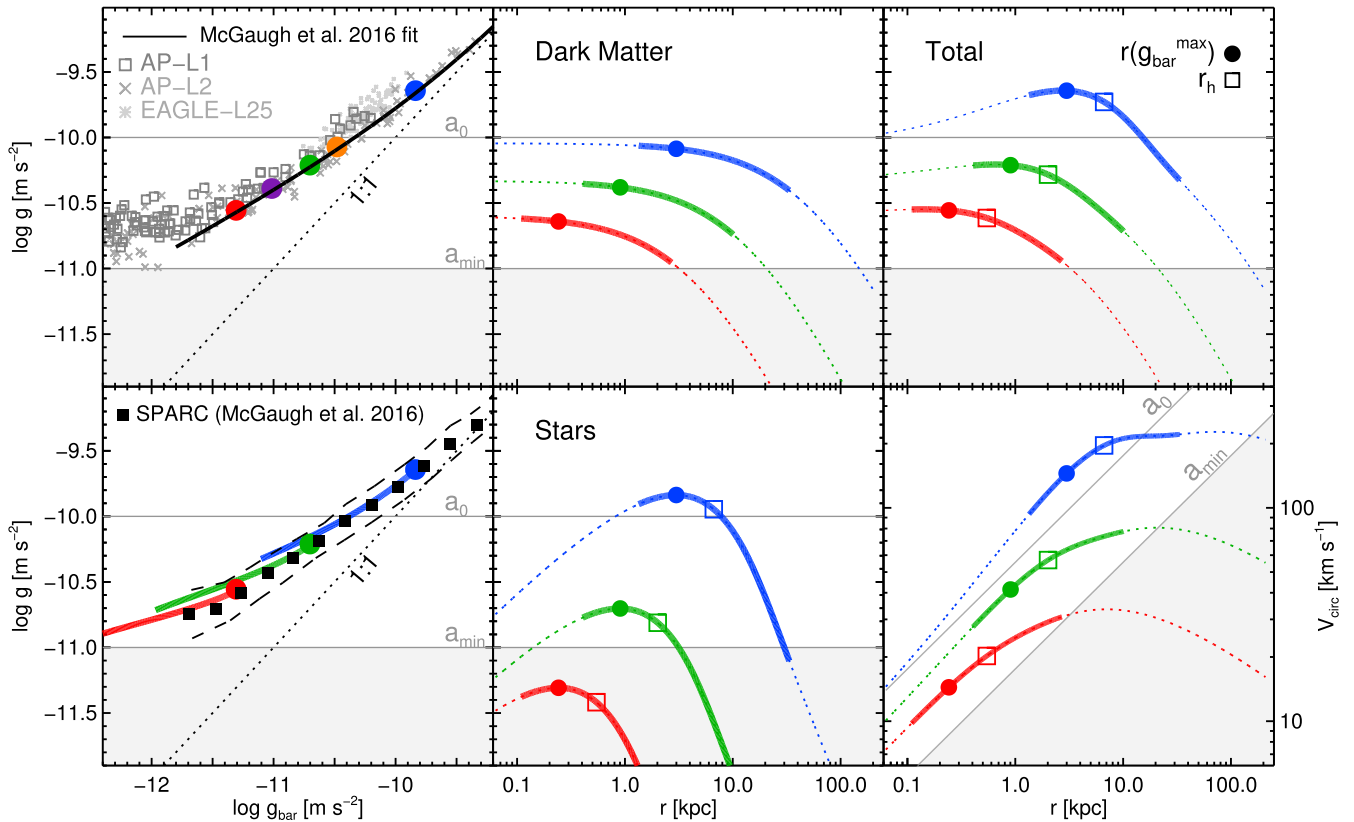 McGaugh et al. 2016 fit
AP−L1
AP−L2
EAGLE−L25
a0
amin
1:1
log g [m s−2]
−9.5
−10.0
−10.5
−11.0
−11.5
Dark Matter
Total
r(gbarmax)
rh
SPARC (McGaugh et al. 2016)
a0
amin
1:1
log g [m s−2]
−9.5
−10.0
−10.5
−11.0
−11.5
−12
−11
−10
log gbar [m s−2]
Stars
0.1
1.0
10.0
100.0
r [kpc]
a0
amin
100
10
Vcirc [km s−1]
0.1
1.0
10.0
100.0
r [kpc]